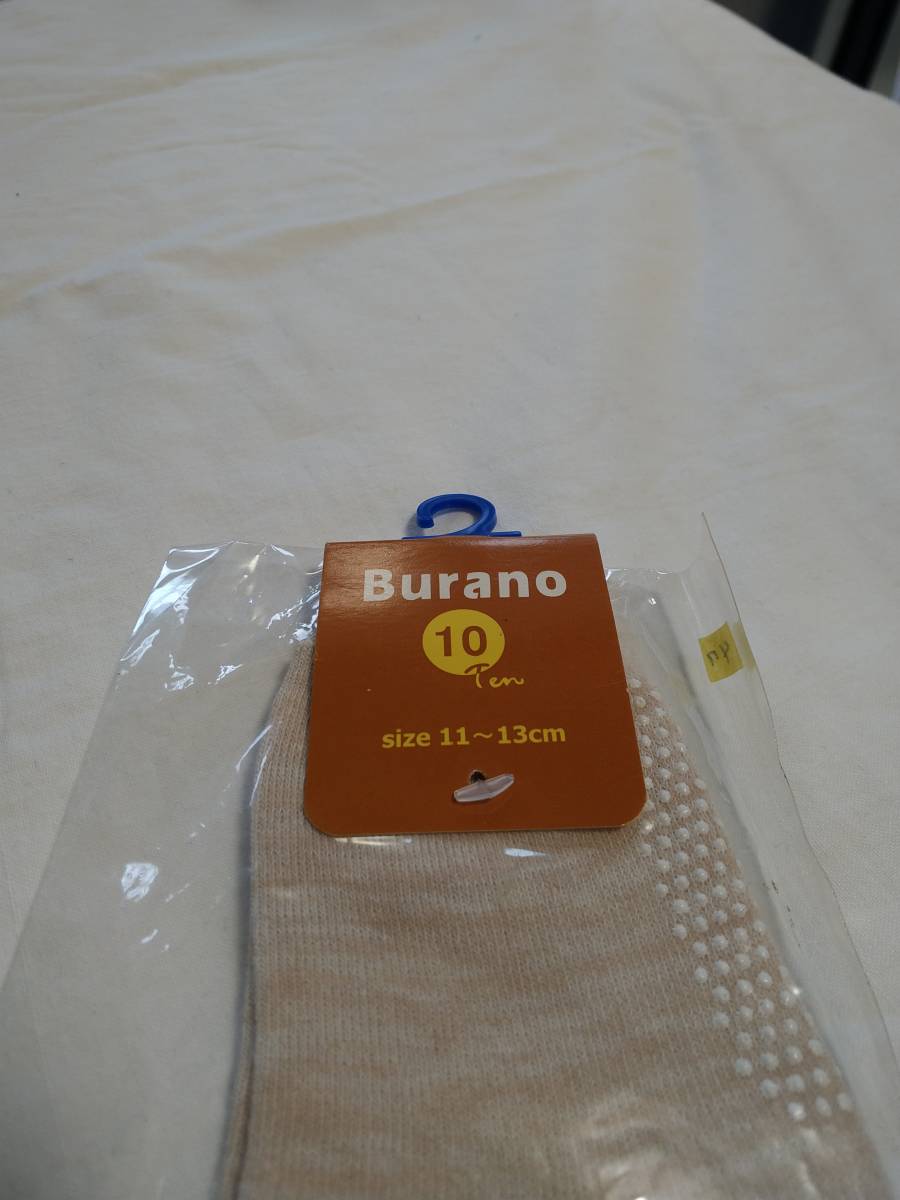 Burano
10
Ten
size 11～13cm